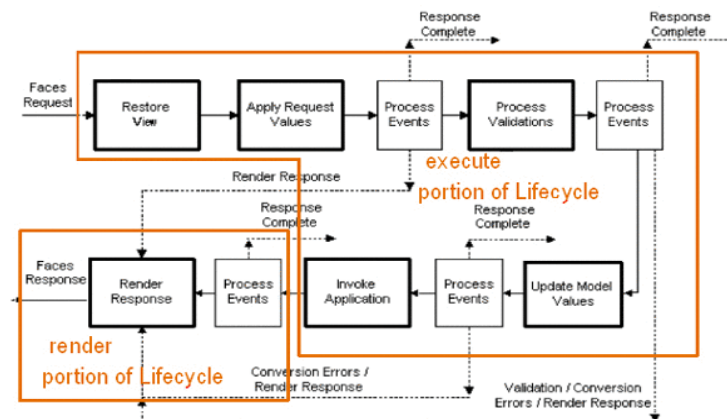 Response
Complete
Response
Complete
Faces
Request
Restore
View
Apply Request
Values
Process
Events
Process
Validations
Process
Events
execute
portion of Lifecycle
Render Response
Response
Complete
Response
Complete
Faces
Response
Render
Response
Process
Events
Invoke
Application
Process
Events
Update Model
Values
render
portion of Lifecycle
Conversion Errors /
Render Response
Validation / Conversion
Errors / Render Response